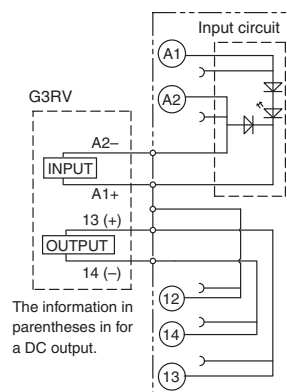 Input circuit
A1
A2
G3RV
A2–
INPUT
A1+
13 (+)
OUTPUT
14 (–)
The information in
parentheses in for
a DC output.
12
14
13